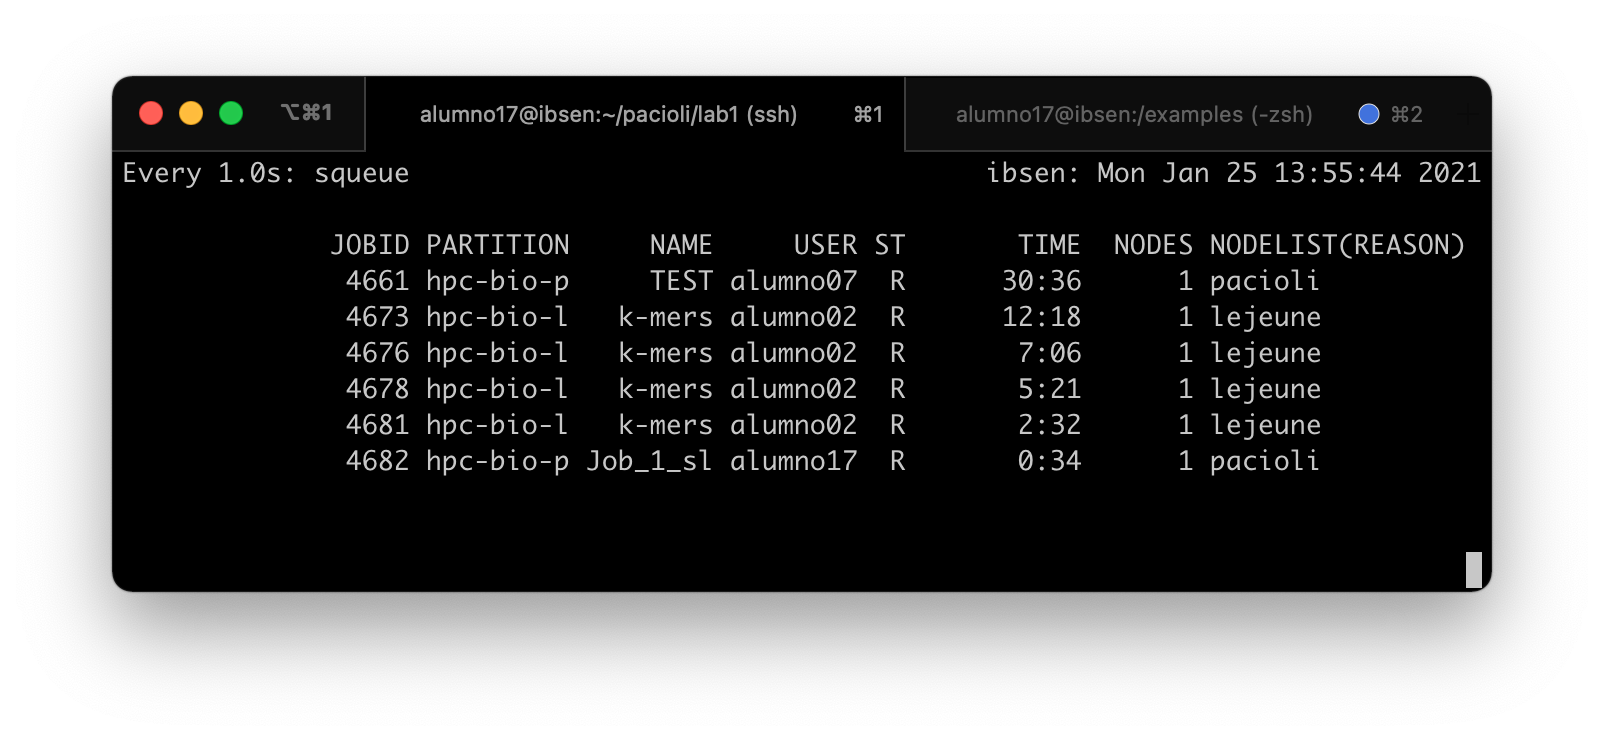 ⌥⌘1 alumno17@ibsen:~/pacioli/lab1 (ssh) ⌘1 alumno17@ibsen:/examples (-zsh) ⌘2
Every 1.0s: squeue ibsen: Mon Jan 25 13:55:44 2021
JOBID PARTITION NAME USER ST TIME NODES NODELIST(REASON)
4661 hpc-bio-p TEST alumno07 R 30:36 1 pacioli
4673 hpc-bio-l k-mers alumno02 R 12:18 1 lejeune
4676 hpc-bio-l k-mers alumno02 R 7:06 1 lejeune
4678 hpc-bio-l k-mers alumno02 R 5:21 1 lejeune
4681 hpc-bio-l k-mers alumno02 R 2:32 1 lejeune
4682 hpc-bio-p Job_1_sl alumno17 R 0:34 1 pacioli